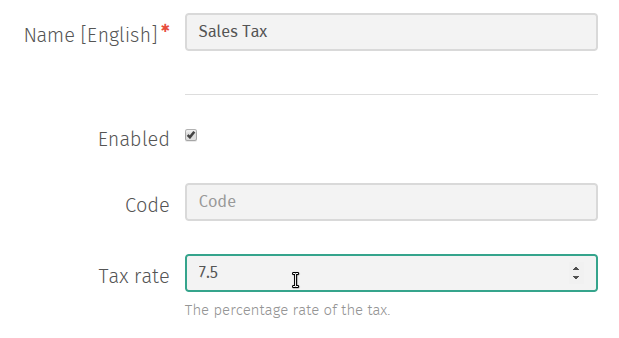 Name [English]* Sales Tax
Enabled
Code Code
Tax rate 7.5
The percentage rate of the tax.